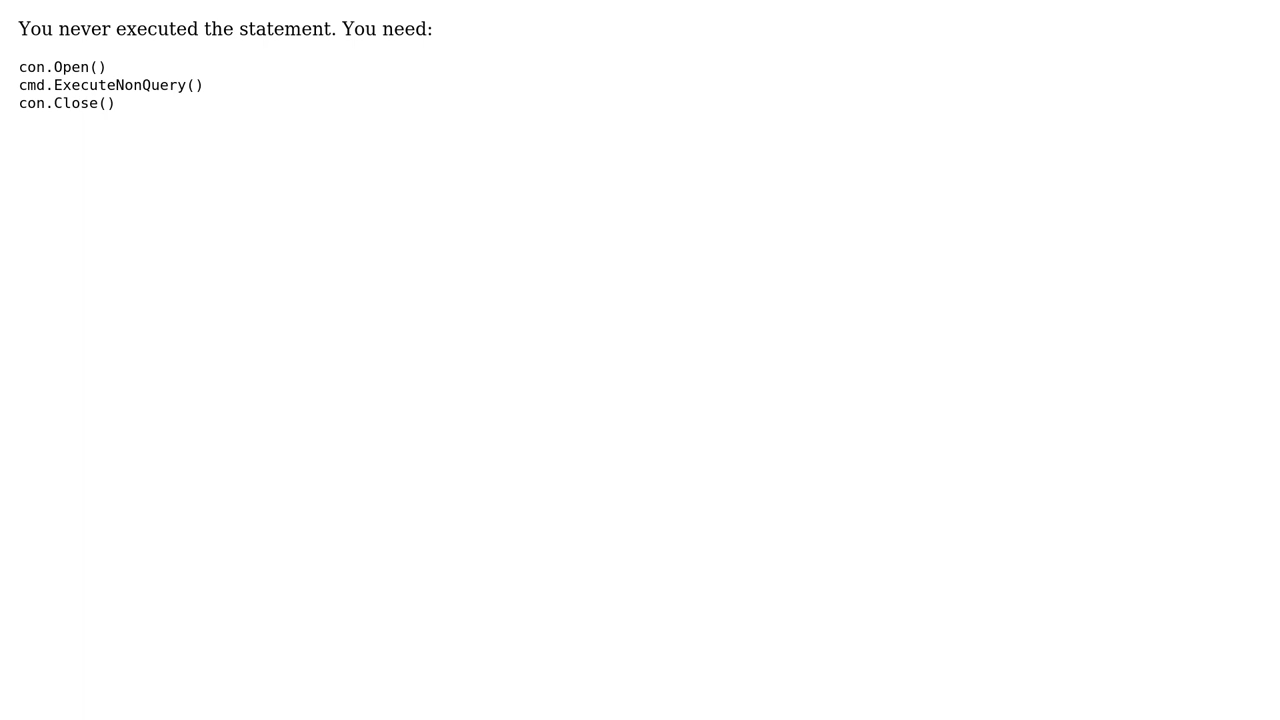 You never executed the statement. You need:
con.Open()
cmd.ExecuteNonQuery()
con.Close()